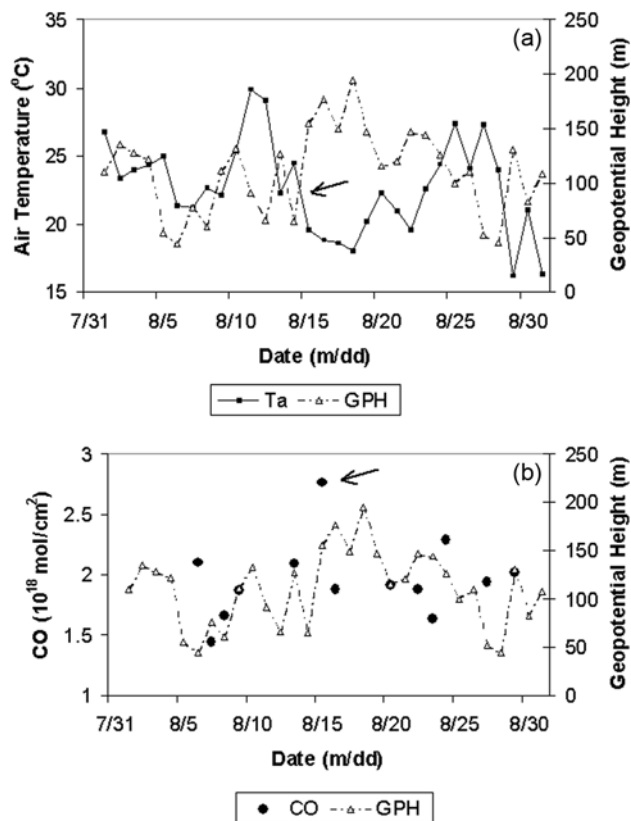 (a)
35
30
25
20
15
Air Temperature (⁰C)
250
200
150
100
50
0
Geopotential Height (m)
7/31 8/5 8/10 8/15 8/20 8/25 8/30
Date (m/dd)
Ta GPH
(b)
3
2.5
2
1.5
1
CO (10¹⁸ mol/cm²)
250
200
150
100
50
0
Geopotential Height (m)
7/31 8/5 8/10 8/15 8/20 8/25 8/30
Date (m/dd)
CO GPH